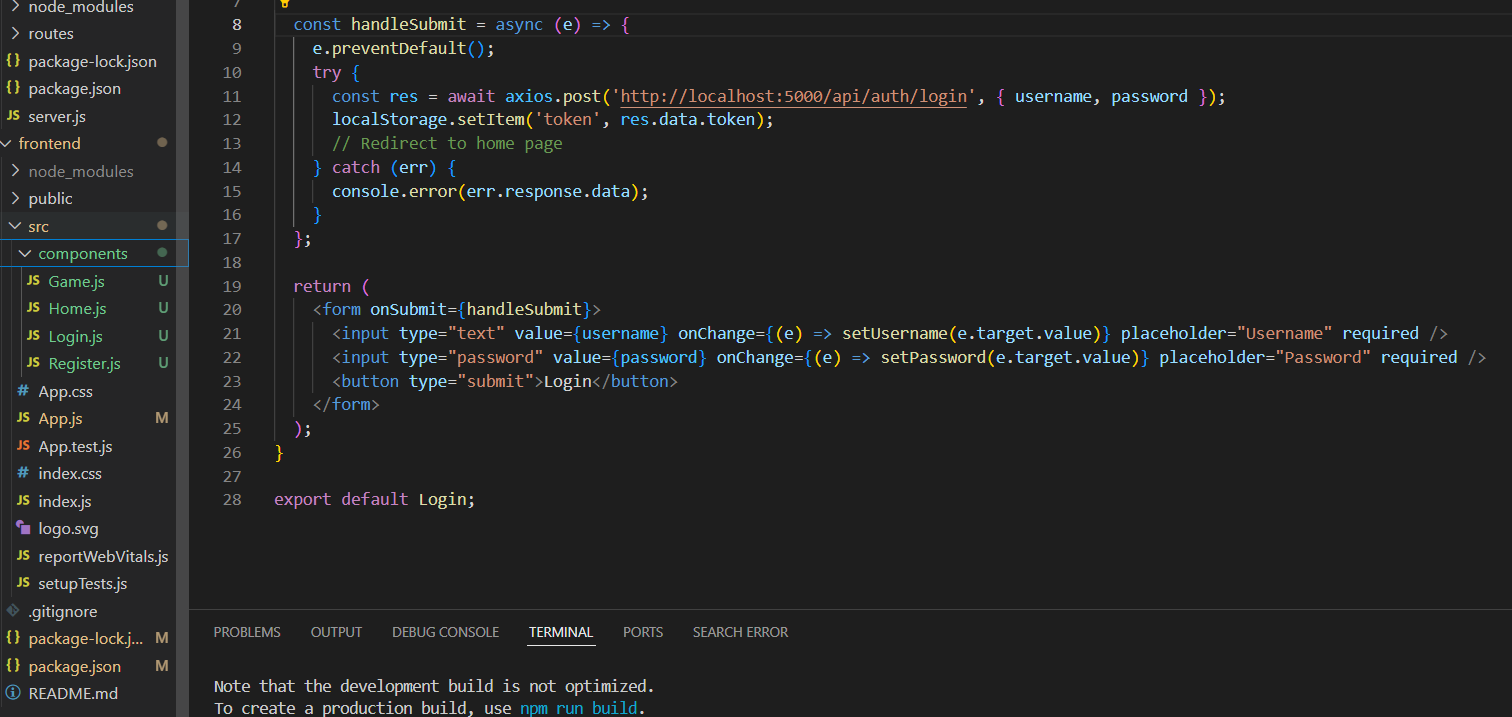 node_modules
routes
package-lock.json
package.json
JS server.js
frontend
node_modules
public
src
components
JS Game.js U
JS Home.js U
JS Login.js U
JS Register.js U
# App.css
JS App.js M
JS App.test.js
# index.css
JS index.js
logo.svg
JS reportWebVitals.js
JS setupTests.js
.gitignore
{} package-lock.j... M
{} package.json M
README.md
7
8 const handleSubmit = async (e) => {
9 e.preventDefault();
10 try {
11 const res = await axios.post('http://localhost:5000/api/auth/login', { username, password });
12 localStorage.setItem('token', res.data.token);
13 // Redirect to home page
14 } catch (err) {
15 console.error(err.response.data);
16 }
17 };
18
19 return (
20 <form onSubmit={handleSubmit}>
21 <input type="text" value={username} onChange={(e) => setUsername(e.target.value)} placeholder="Username" required />
22 <input type="password" value={password} onChange={(e) => setPassword(e.target.value)} placeholder="Password" required />
23 <button type="submit">Login</button>
24 </form>
25 );
26 }
27
28 export default Login;
PROBLEMS OUTPUT DEBUG CONSOLE TERMINAL PORTS SEARCH ERROR
Note that the development build is not optimized.
To create a production build, use npm run build.